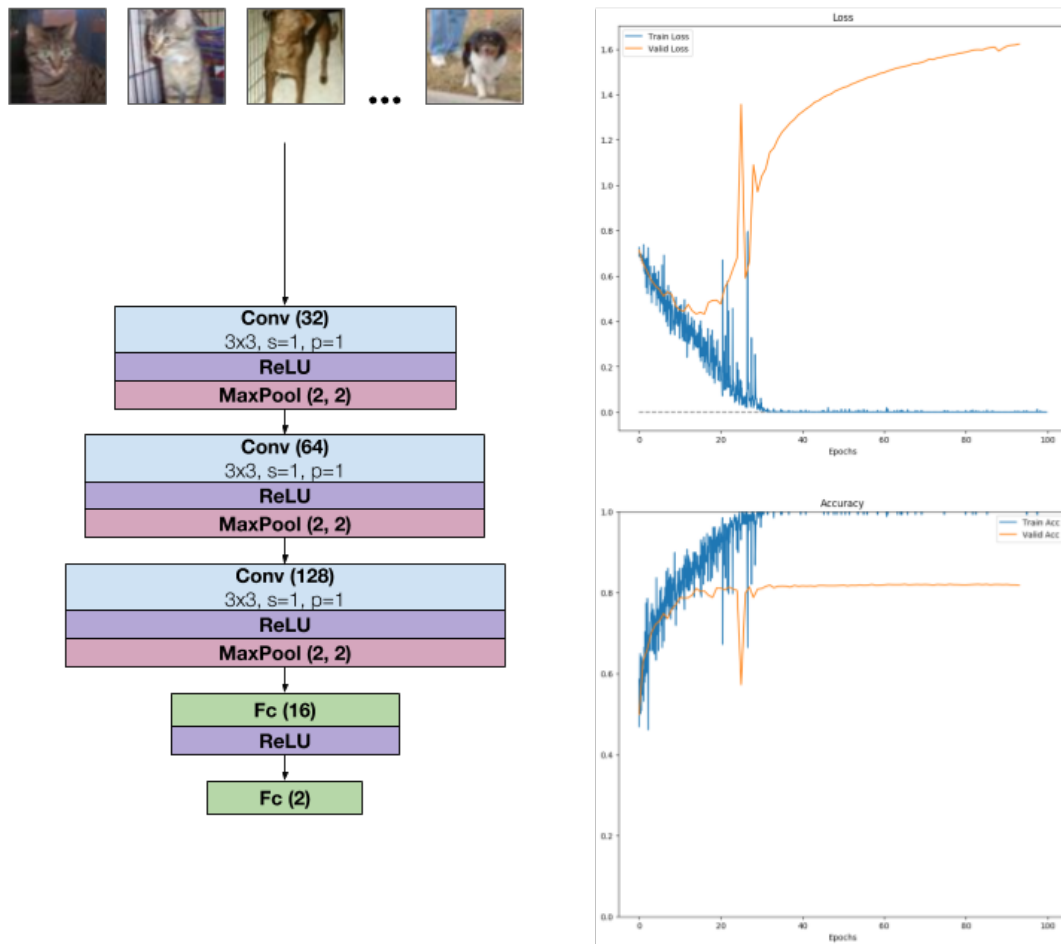 Conv (32)
3x3, s=1, p=1
ReLU
MaxPool (2, 2)
Conv (64)
3x3, s=1, p=1
ReLU
MaxPool (2, 2)
Conv (128)
3x3, s=1, p=1
ReLU
MaxPool (2, 2)
Fc (16)
ReLU
Fc (2)
Loss
Train Loss
Valid Loss
1.6
1.4
1.2
1.0
0.8
0.6
0.4
0.2
0.0
0 20 40 60 80 100
Epochs
Accuracy
Train Acc
Valid Acc
1.0
0.8
0.6
0.4
0.2
0.0
0 20 40 60 80 100
Epochs